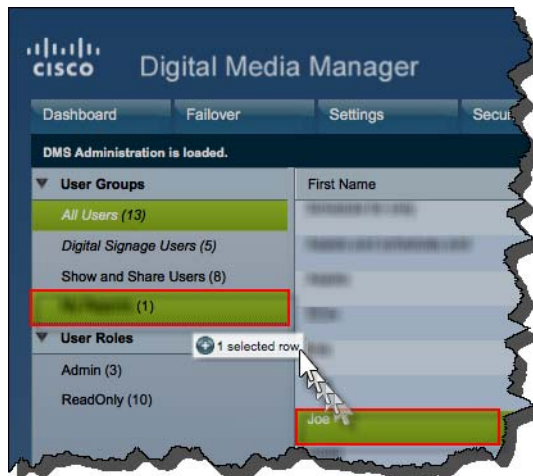 CISCO Digital Media Manager
Dashboard Failover Settings Secu
DMS Administration is loaded.
User Groups First Name
All Users (13)
Digital Signage Users (5)
Show and Share Users (8)
(1)
User Roles
1 selected row
Admin (3)
ReadOnly (10)
Joe